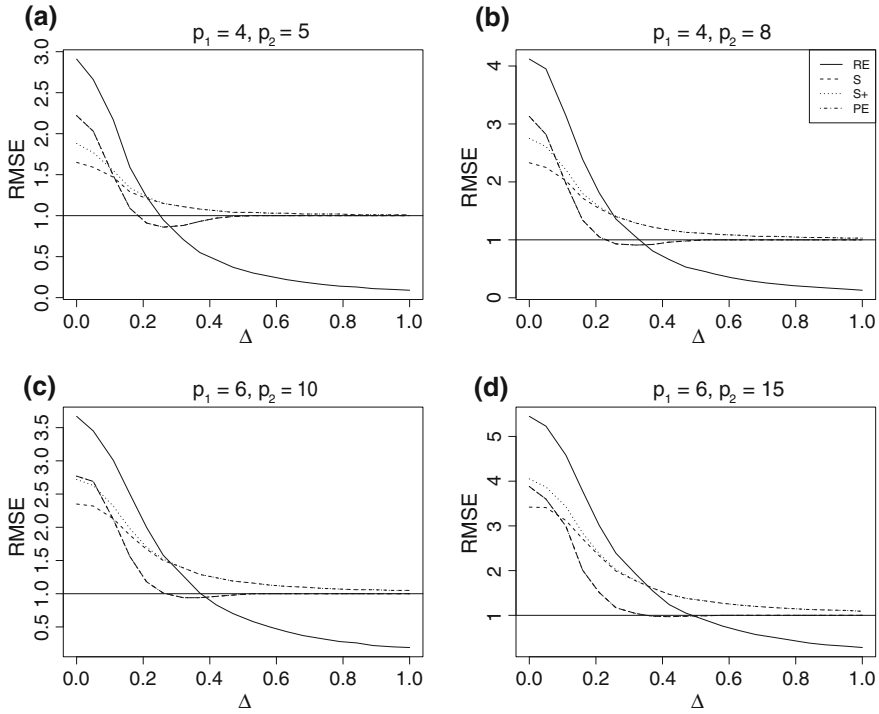 (a)
p₁ = 4, p₂ = 5
RMSE
3.0
2.5
2.0
1.5
1.0
0.5
0.0
0.0 0.2 0.4 0.6 0.8 1.0
Δ
(b)
p₁ = 4, p₂ = 8
RE
S
S+
PE
RMSE
4
3
2
1
0
0.0 0.2 0.4 0.6 0.8 1.0
Δ
(c)
p₁ = 6, p₂ = 10
RMSE
3.5
3.0
2.5
2.0
1.5
1.0
0.5
0.0 0.2 0.4 0.6 0.8 1.0
Δ
(d)
p₁ = 6, p₂ = 15
RMSE
5
4
3
2
1
0.0 0.2 0.4 0.6 0.8 1.0
Δ